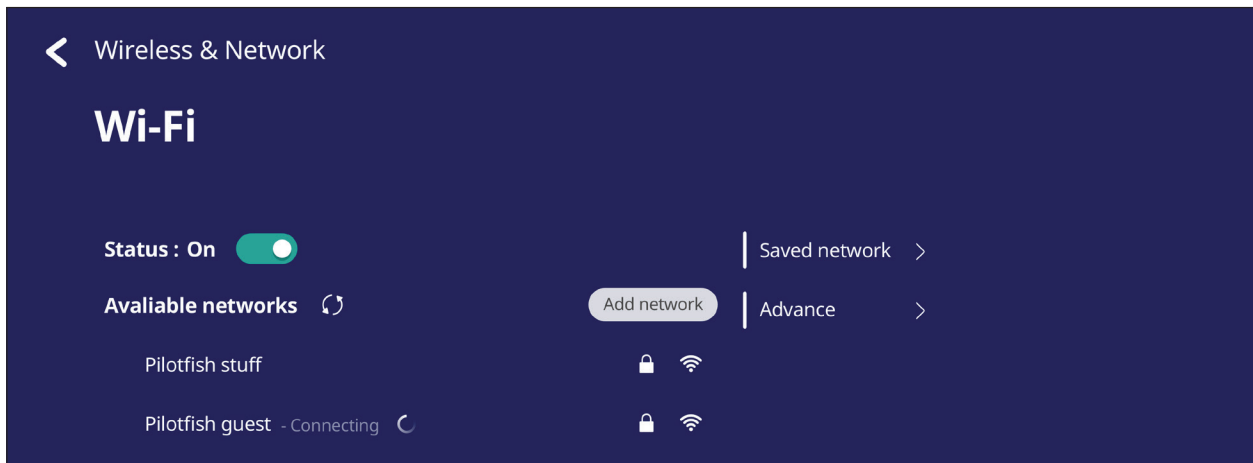 Wireless & Network
Wi-Fi
Status : On
Saved network
Avaliable networks
Add network
Advance
Pilotfish stuff
Pilotfish guest - Connecting